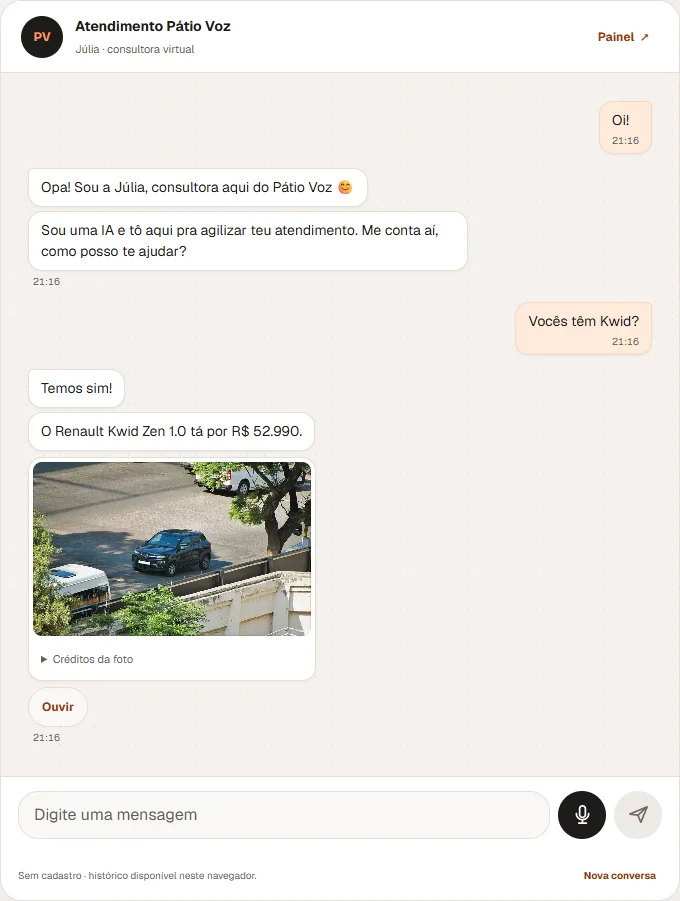 PV
Atendimento Pátio Voz
Júlia · consultora virtual
Painel ↗
Oi!
21:16
Opa! Sou a Júlia, consultora aqui do Pátio Voz 😊
Sou uma IA e tô aqui pra agilizar teu atendimento. Me conta aí,
como posso te ajudar?
21:16
Vocês têm Kwid?
21:16
Temos sim!
O Renault Kwid Zen 1.0 tá por R$ 52.990.
▶ Créditos da foto
Ouvir
21:16
Digite uma mensagem
Sem cadastro · histórico disponível neste navegador.
Nova conversa